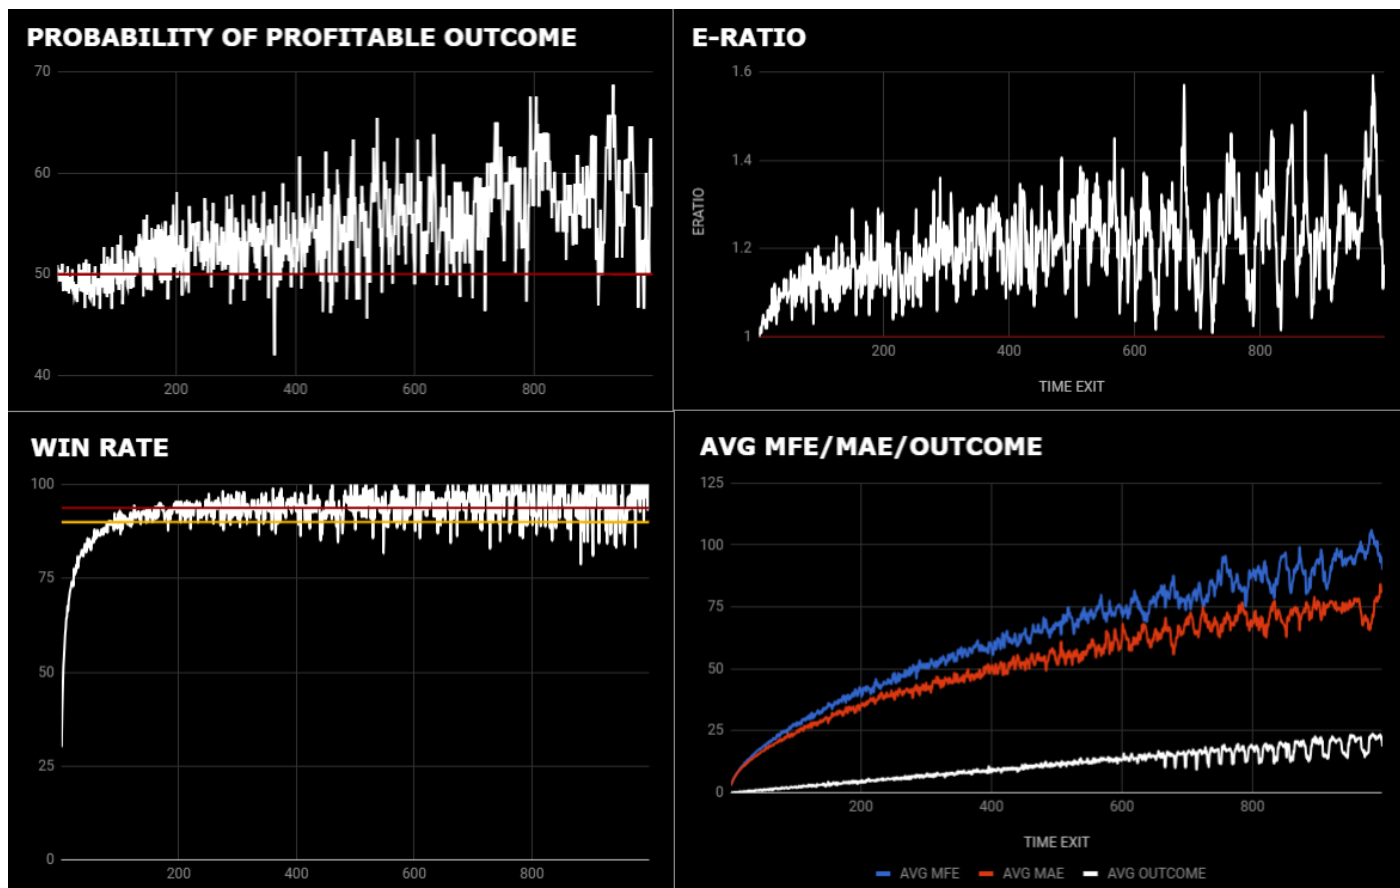 PROBABILITY OF PROFITABLE OUTCOME
70
60
50
40
200 400 600 800
E-RATIO
1.6
1.4
1.2
1
ERATIO
200 400 600 800
TIME EXIT
WIN RATE
100
75
50
25
0
200 400 600 800
AVG MFE/MAE/OUTCOME
125
100
75
50
25
0
200 400 600 800
TIME EXIT
AVG MFE AVG MAE AVG OUTCOME